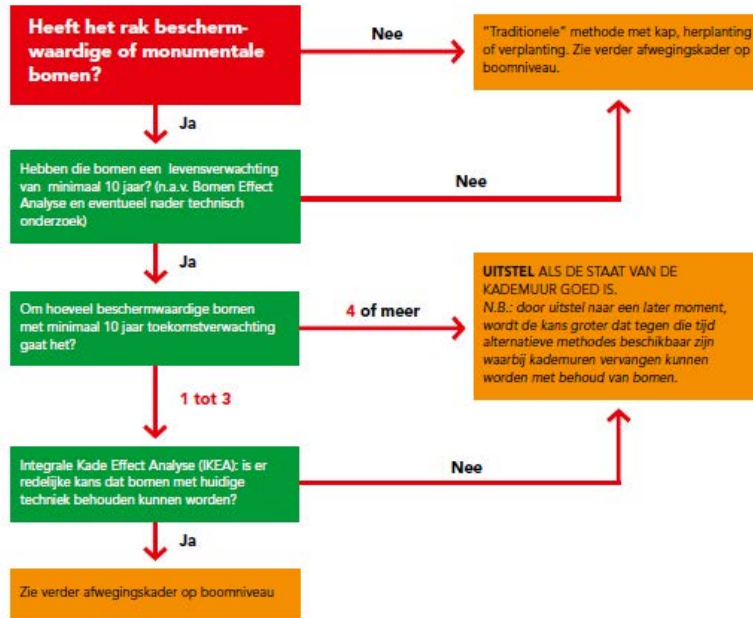 Heeft het rak bescherm-
waardige of monumentale
bomen?
Nee
"Traditionele" methode met kap, herplanting
of verplanting. Zie verder afwegingskader op
boomniveau.
Ja
Hebben die bomen een levensverwachting
van minimaal 10 jaar? (n.a.v. Bomen Effect
Analyse en eventueel nader technisch
onderzoek)
Nee
Ja
Om hoeveel beschermwaardige bomen
met minimaal 10 jaar toekomstverwachting
gaat het?
4 of meer
UITSTEL ALS DE STAAT VAN DE
KADEMUUR GOED IS.
N.B.: door uitstel naar een later moment,
wordt de kans groter dat tegen die tijd
alternatieve methodes beschikbaar zijn
waarbij kademuren vervangen kunnen
worden met behoud van bomen.
1 tot 3
Integrale Kade Effect Analyse (IKEA): is er
redelijke kans dat bomen met huidige
techniek behouden kunnen worden?
Nee
Ja
Zie verder afwegingskader op boomniveau